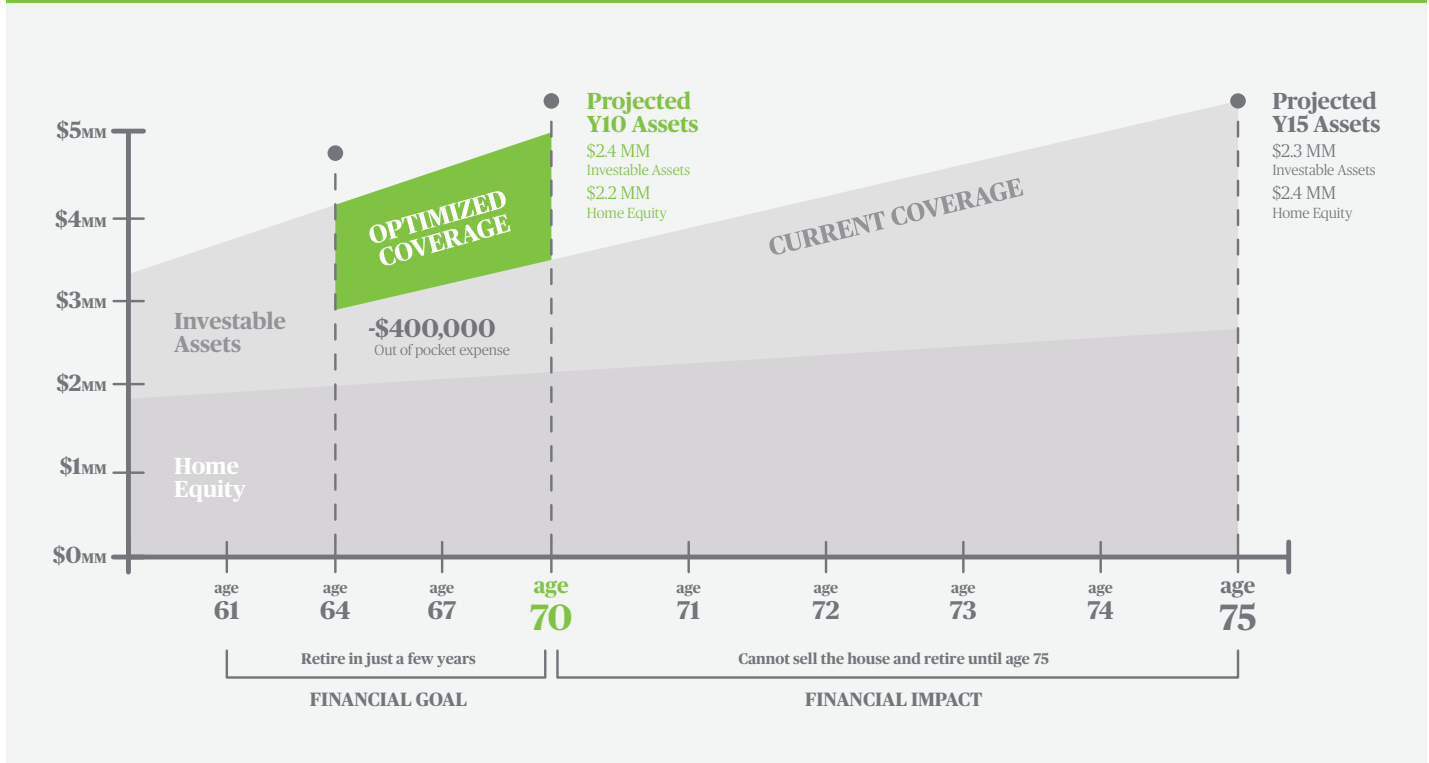 Projected
Y10 Assets
$2.4 MM
Investable Assets
$2.2 MM
Home Equity
Projected
Y15 Assets
$2.3 MM
Investable Assets
$2.4 MM
Home Equity
$5MM
$4MM
$3MM
$2MM
$1MM
$0MM
OPTIMIZED
COVERAGE
CURRENT COVERAGE
Investable
Assets
-$400,000
Out of pocket expense
Home
Equity
age
61
age
64
age
67
age
70
age
71
age
72
age
73
age
74
age
75
Retire in just a few years
FINANCIAL GOAL
Cannot sell the house and retire until age 75
FINANCIAL IMPACT